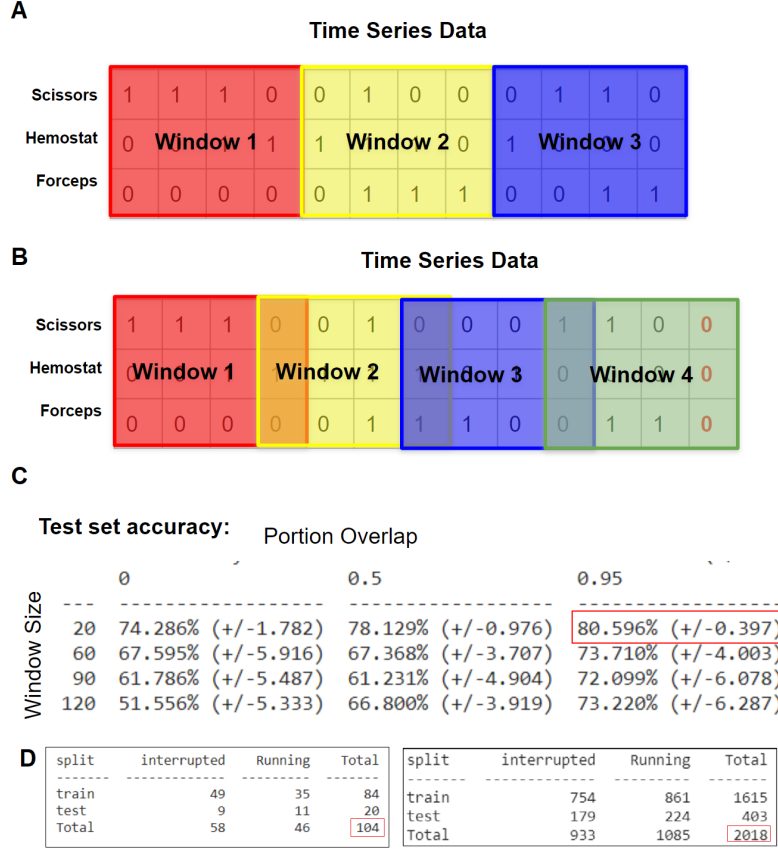 A
Time Series Data
Scissors 1 1 1 0 0 1 0 0 0 1 1 0
Hemostat 0 1 1 0 1 0
Window 1 Window 2 Window 3
Forceps 0 0 0 0 0 1 1 1 0 0 1 1
B
Time Series Data
Scissors 1 1 1 0 0 1 0 0 0 1 1 0 0
Hemostat 0 0
Window 1 Window 2 Window 3 Window 4
Forceps 0 0 0 0 0 1 1 1 0 0 1 1 0
C
Test set accuracy: Portion Overlap
Window Size
0 0.5 0.95
--- ------------------ ------------------ ------------------
20 74.286% (+/-1.782) 78.129% (+/-0.976) 80.596% (+/-0.397)
60 67.595% (+/-5.916) 67.368% (+/-3.707) 73.710% (+/-4.003)
90 61.786% (+/-5.487) 61.231% (+/-4.904) 72.099% (+/-6.078)
120 51.556% (+/-5.333) 66.800% (+/-3.919) 73.220% (+/-6.287)
D
split interrupted Running Total
------- ------------- --------- -------
train 49 35 84
test 9 11 20
Total 58 46 104
split interrupted Running Total
------- ------------- --------- -------
train 754 861 1615
test 179 224 403
Total 933 1085 2018